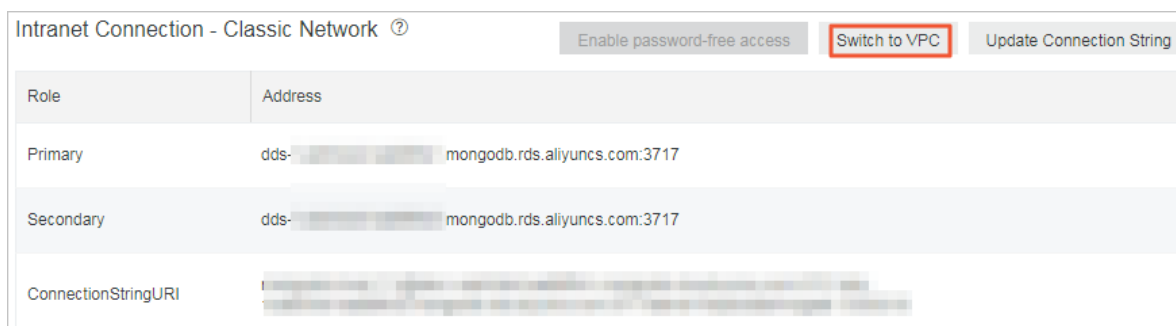 Intranet Connection - Classic Network ?
Enable password-free access Switch to VPC Update Connection String
Role Address
Primary dds- mongodb.rds.aliyuncs.com:3717
Secondary dds- mongodb.rds.aliyuncs.com:3717
ConnectionStringURI